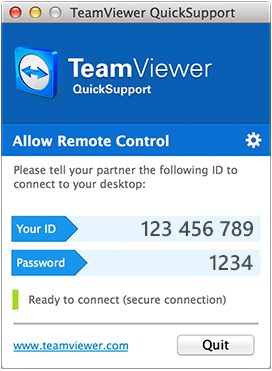 TeamViewer QuickSupport
TeamViewer
QuickSupport
Allow Remote Control
Please tell your partner the following ID to
connect to your desktop:
Your ID 123 456 789
Password 1234
Ready to connect (secure connection)
www.teamviewer.com Quit